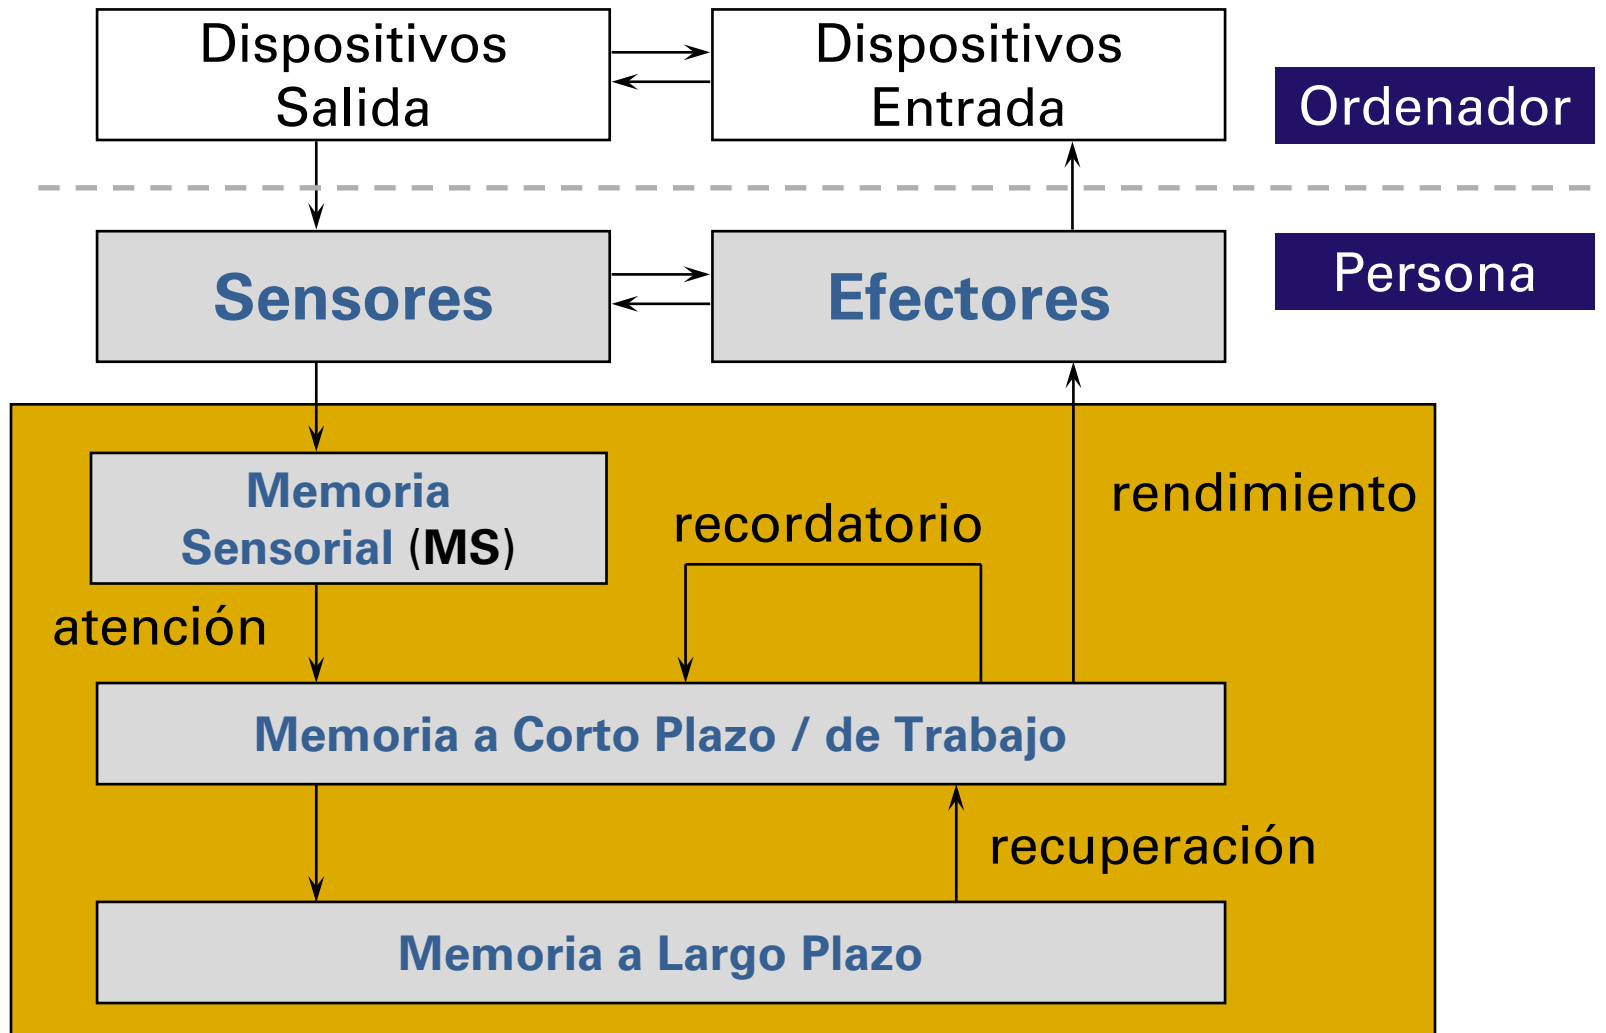 Dispositivos
Salida
Dispositivos
Entrada
Ordenador
Sensores
Efectores
Persona
Memoria
Sensorial (MS)
recordatorio
rendimiento
atención
Memoria a Corto Plazo / de Trabajo
recuperación
Memoria a Largo Plazo